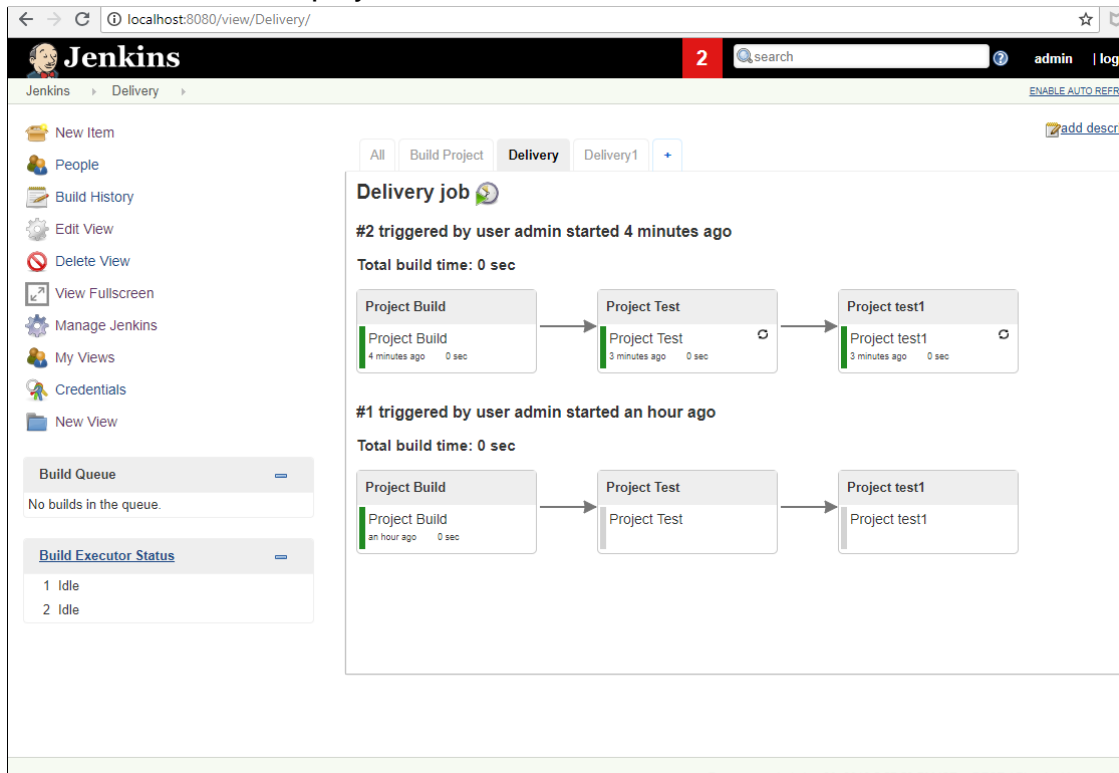 localhost:8080/view/Delivery/
Jenkins
2
search
admin | log
Jenkins Delivery
ENABLE AUTO REFR
New Item
People
Build History
Edit View
Delete View
View Fullscreen
Manage Jenkins
My Views
Credentials
New View
Build Queue
No builds in the queue.
Build Executor Status
1 Idle
2 Idle
add descri
All Build Project Delivery Delivery1 +
Delivery job
#2 triggered by user admin started 4 minutes ago
Total build time: 0 sec
Project Build
Project Build
4 minutes ago 0 sec
Project Test
Project Test
3 minutes ago 0 sec
Project test1
Project test1
3 minutes ago 0 sec
#1 triggered by user admin started an hour ago
Total build time: 0 sec
Project Build
Project Build
an hour ago 0 sec
Project Test
Project Test
Project test1
Project test1